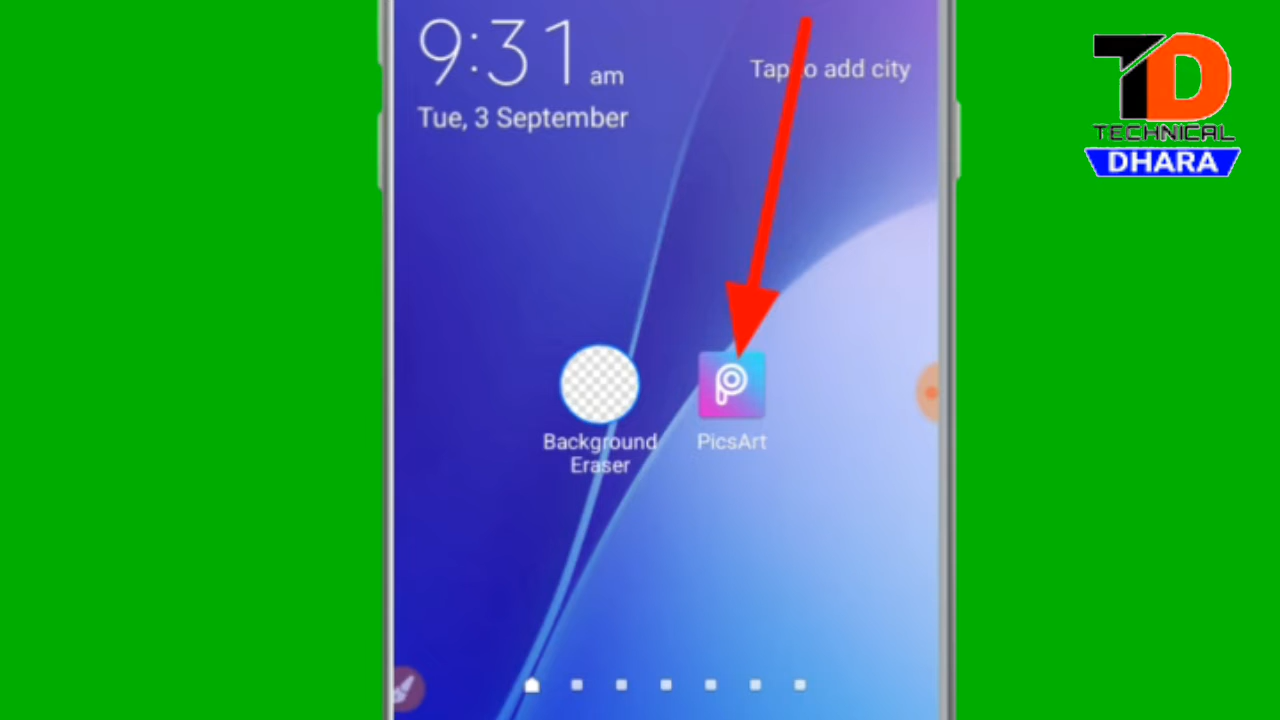 9:31 am
Tap to add city
Tue, 3 September
TD
TECHNICAL
DHARA
Background
Eraser
PicsArt